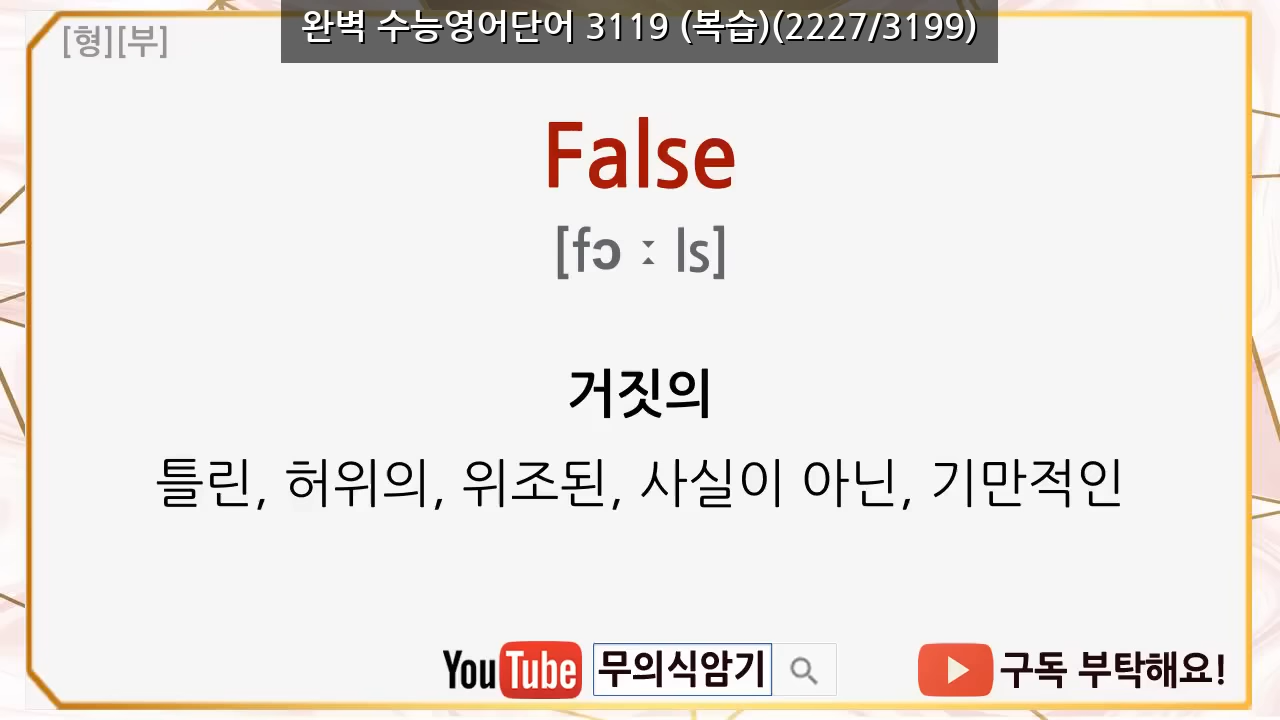 완벽 수능영어단어 3119 (복습)(2227/3199)
[형][부]
False
[fɔːls]
거짓의
틀린, 허위의, 위조된, 사실이 아닌, 기만적인
YouTube 무의식암기 구독 부탁해요!